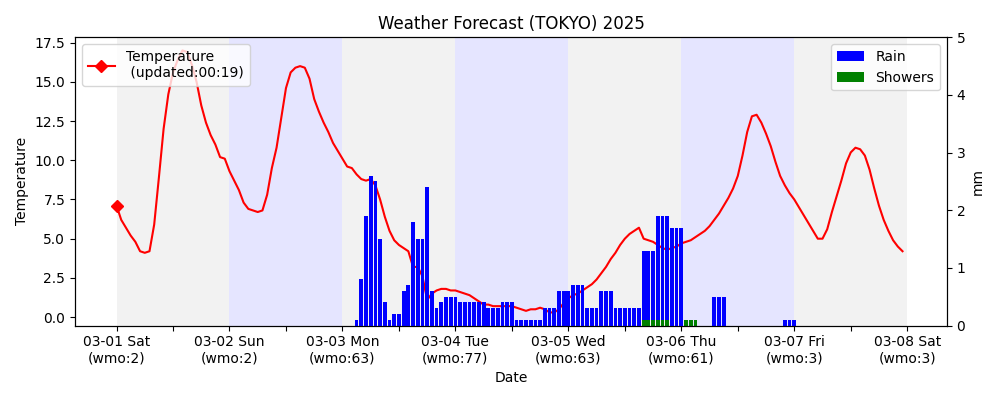 Weather Forecast (TOKYO) 2025
Temperature
(updated:00:19)
Rain
Showers
17.5
15.0
12.5
10.0
7.5
5.0
2.5
0.0
Temperature
5
4
3
2
1
0
mm
03-01 Sat 03-02 Sun 03-03 Mon 03-04 Tue 03-05 Wed 03-06 Thu 03-07 Fri 03-08 Sat
(wmo:2) (wmo:2) (wmo:63) (wmo:77) (wmo:63) (wmo:61) (wmo:3) (wmo:3)
Date